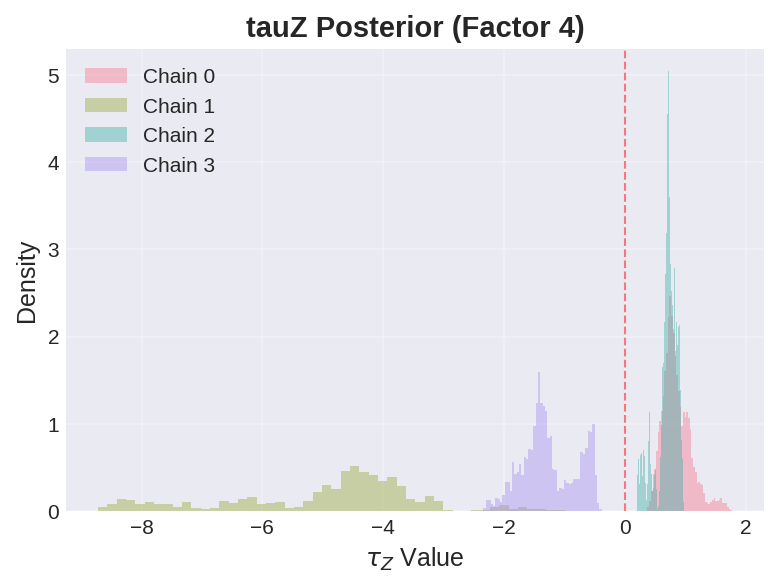 tauZ Posterior (Factor 4)
Chain 0
Chain 1
Chain 2
Chain 3
Density
5
4
3
2
1
0
−8
−6
−4
−2
0
2
τZ Value